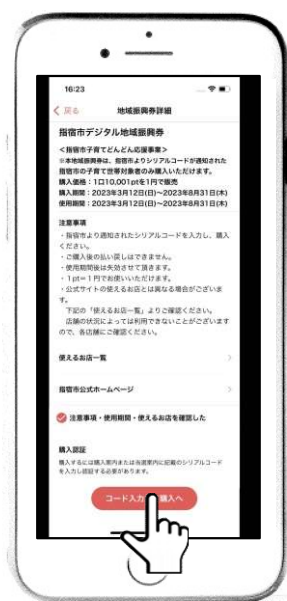 16:23
戻る 地域振興券詳細
指宿市デジタル地域振興券
＜指宿市子育てどんどん応援事業＞
※本地域振興券は、指宿市よりシリアルコードが通知された
指宿市の子育て世帯対象者のみ購入いただけます。
購入価格：1口10,001ptを1円で販売
購入期間：2023年3月12日(日)~2023年8月31日(木)
使用期間：2023年3月12日(日)~2023年8月31日(木)
注意事項
・指宿市より通知されたシリアルコードを入力し、購入
ください。
・ご購入後の払い戻しはできません。
・使用期間後は失効させて頂きます。
・1pt＝1円でお使いいただけます。
・公式サイトの使えるお店とは異なる場合がございま
す。
下記の「使えるお店一覧」よりご確認ください。
店舗の状況によっては利用できないことがございます
ので、各店舗にご確認ください。
使えるお店一覧
指宿市公式ホームページ
注意事項・使用期間・使えるお店を確認した
購入認証
購入するには購入案内または当選案内に記載のシリアルコード
を入力し認証する必要があります。
コード入力 購入へ